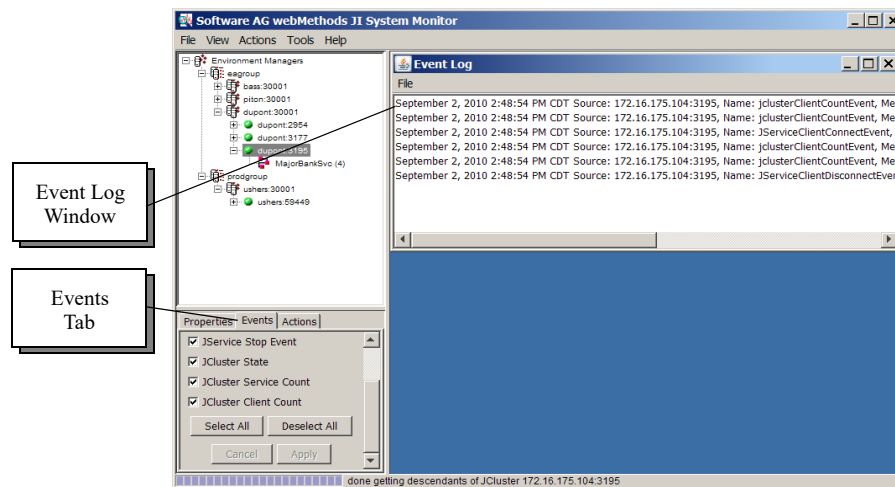 Software AG webMethods JI System Monitor
File View Actions Tools Help
Environment Managers
eagroup
bass:30001
piton:30001
dupont:30001
dupont:2954
dupont:3177
dupont:3195
MajorBankSvc (4)
prodgroup
ushers:30001
ushers:59449
Event Log
File
September 2, 2010 2:48:54 PM CDT Source: 172.16.175.104:3195, Name: jclusterClientCountEvent, Me
September 2, 2010 2:48:54 PM CDT Source: 172.16.175.104:3195, Name: jclusterClientCountEvent, Me
September 2, 2010 2:48:54 PM CDT Source: 172.16.175.104:3195, Name: JServiceClientConnectEvent,
September 2, 2010 2:48:54 PM CDT Source: 172.16.175.104:3195, Name: jclusterClientCountEvent, Me
September 2, 2010 2:48:54 PM CDT Source: 172.16.175.104:3195, Name: jclusterClientCountEvent, Me
September 2, 2010 2:48:54 PM CDT Source: 172.16.175.104:3195, Name: JServiceClientDisconnectEver
Event Log
Window
Events
Tab
Properties Events Actions
JService Stop Event
JCluster State
JCluster Service Count
JCluster Client Count
Select All Deselect All
Cancel Apply
done getting descendants of JCluster 172.16.175.104:3195